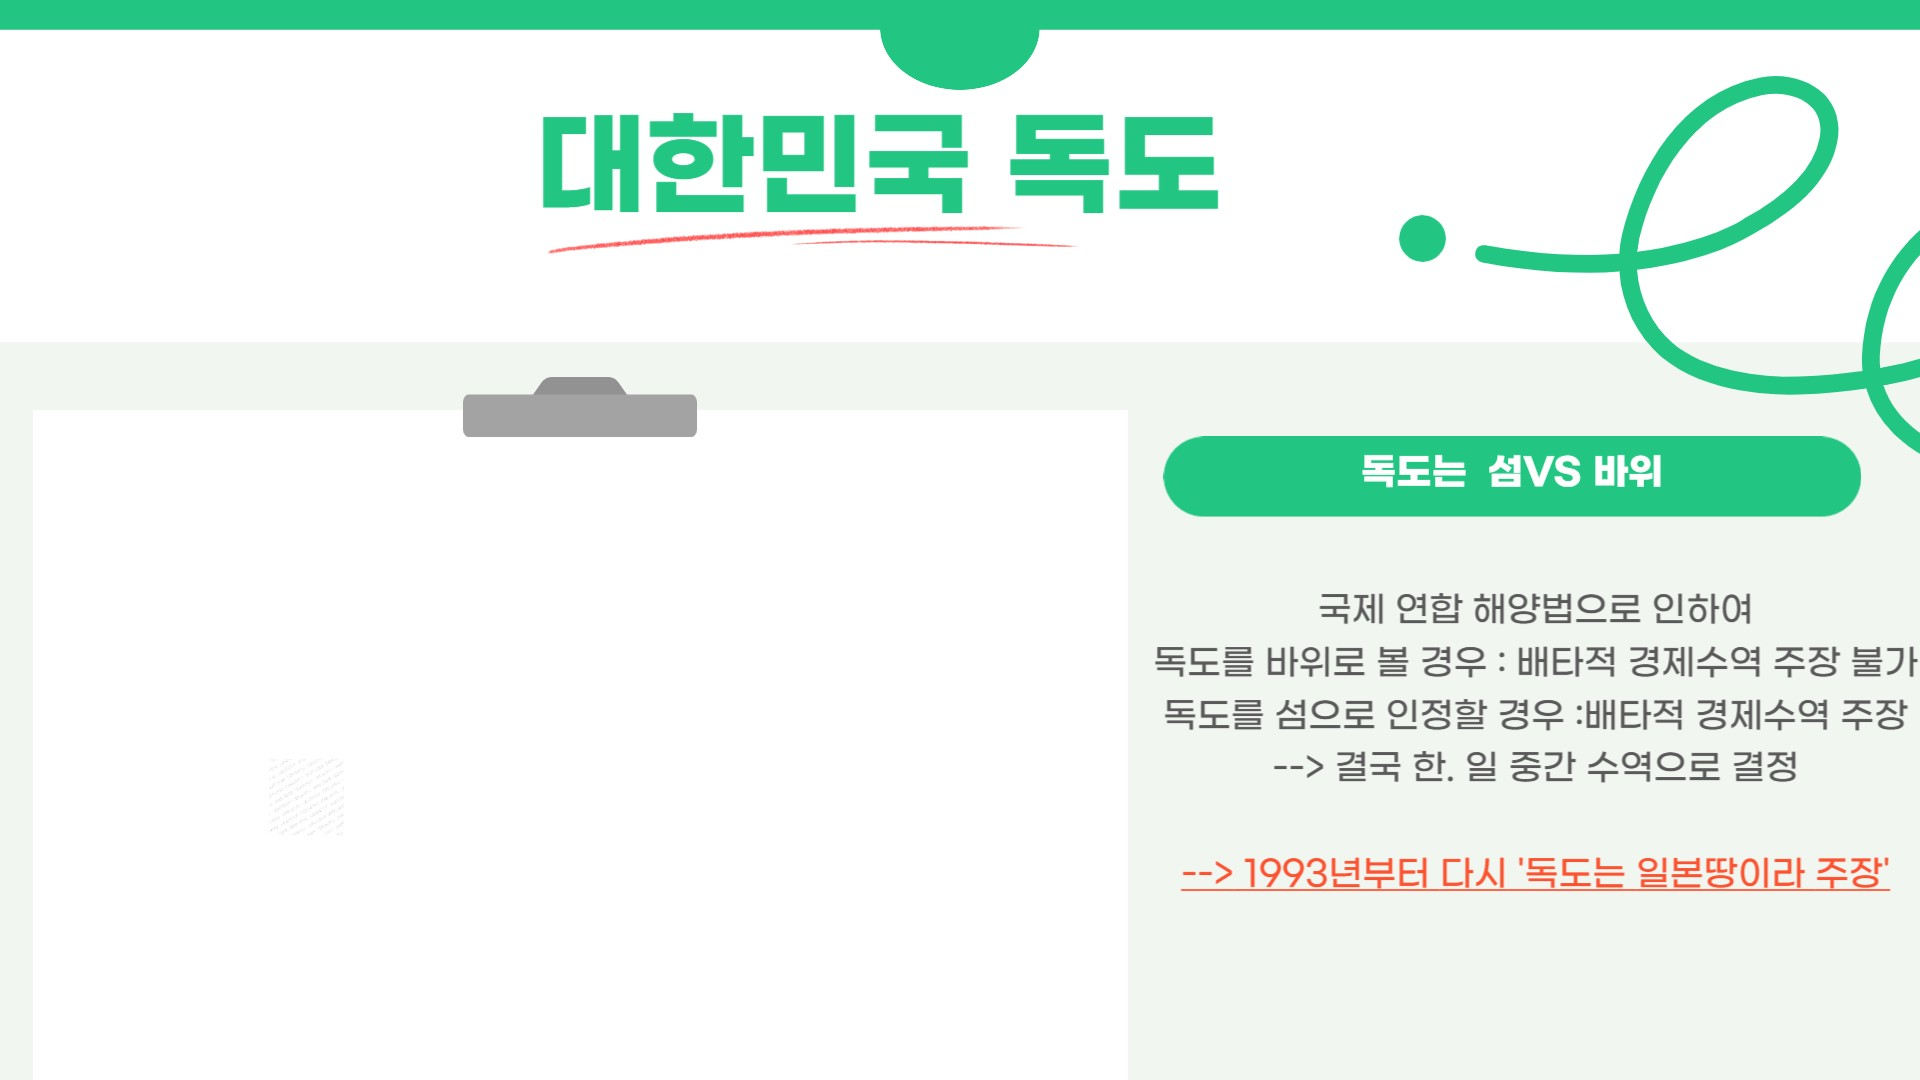 대한민국 독도
독도는 섬VS 바위
국제 연합 해양법으로 인하여
독도를 바위로 볼 경우 : 배타적 경제수역 주장 불가
독도를 섬으로 인정할 경우 :배타적 경제수역 주장
--> 결국 한. 일 중간 수역으로 결정
--> 1993년부터 다시 '독도는 일본땅이라 주장'